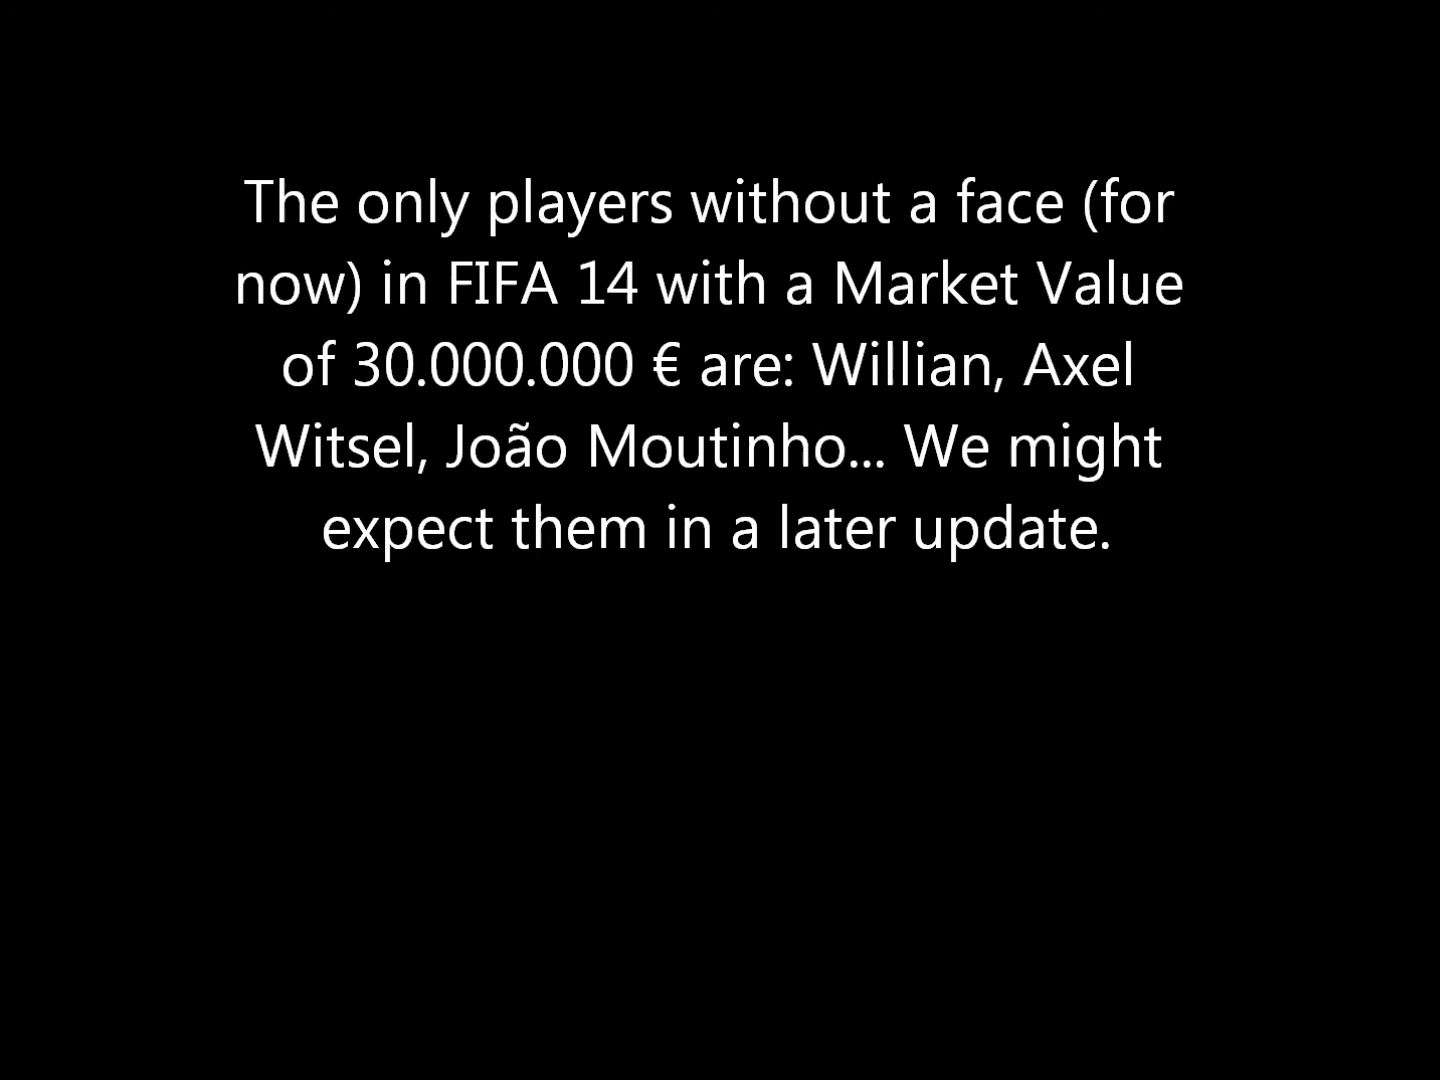 The only players without a face (for
now) in FIFA 14 with a Market Value
of 30.000.000 € are: Willian, Axel
Witsel, João Moutinho... We might
expect them in a later update.